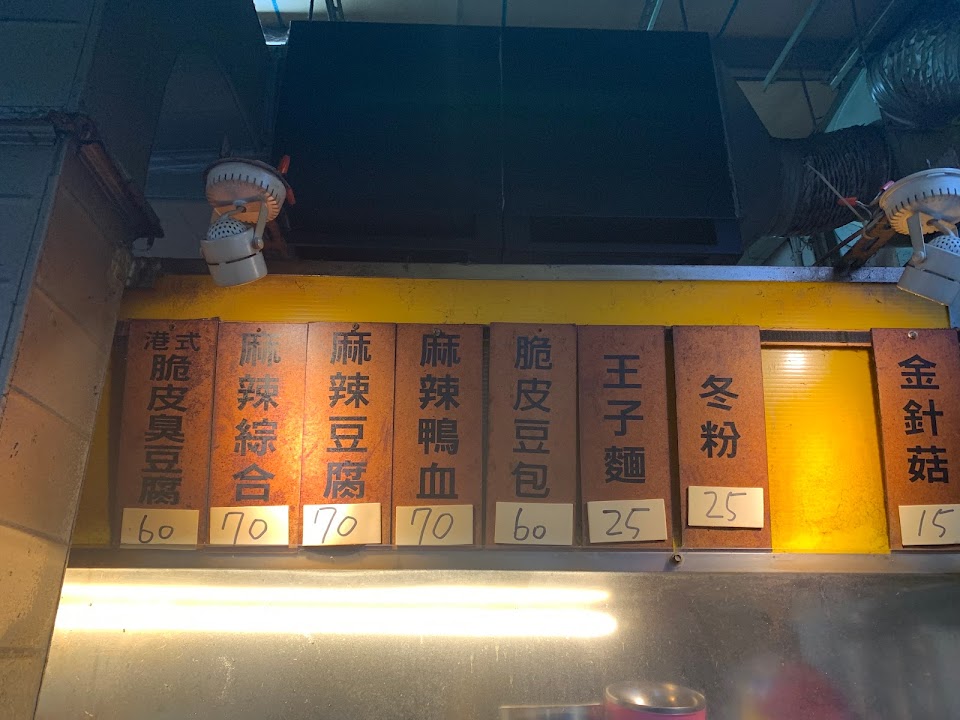 港式脆皮臭豆腐
60
麻辣綜合
70
麻辣豆腐
70
麻辣鴨血
70
脆皮豆包
60
王子麵
25
冬粉
25
金針菇
15